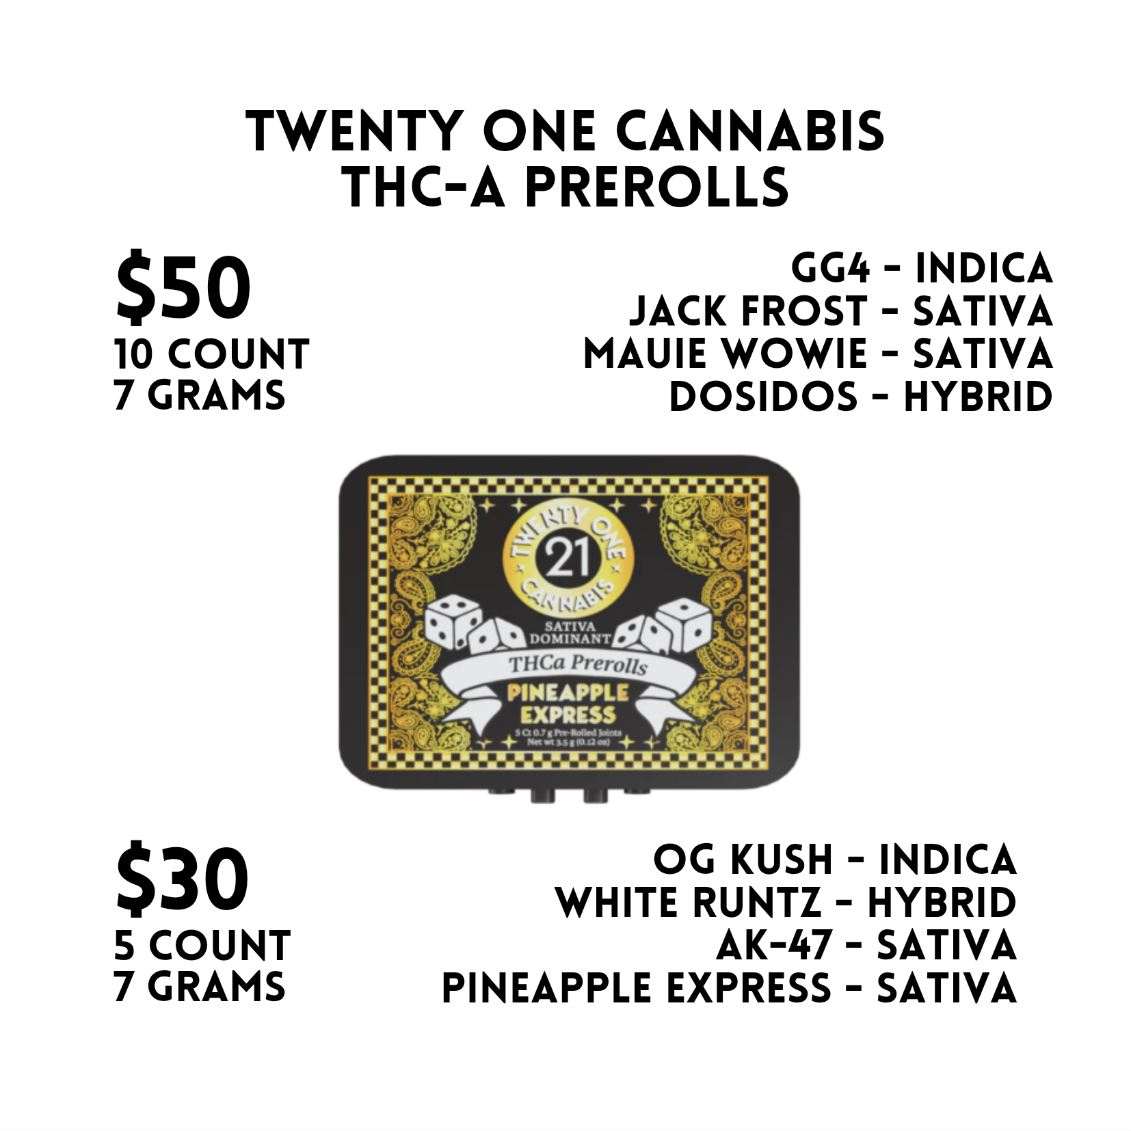 TWENTY ONE CANNABIS
THC-A PREROLLS
$50
10 COUNT
7 GRAMS
GG4 - INDICA
JACK FROST - SATIVA
MAUIE WOWIE - SATIVA
DOSIDOS - HYBRID
TWENTY ONE
21
CANNABIS
SATIVA
DOMINANT
THCa Prerolls
PINEAPPLE
EXPRESS
5 Ct 0.7 g Pre-Rolled Joints
Net wt 3.5 g (0.12 oz)
$30
5 COUNT
7 GRAMS
OG KUSH - INDICA
WHITE RUNTZ - HYBRID
AK-47 - SATIVA
PINEAPPLE EXPRESS - SATIVA